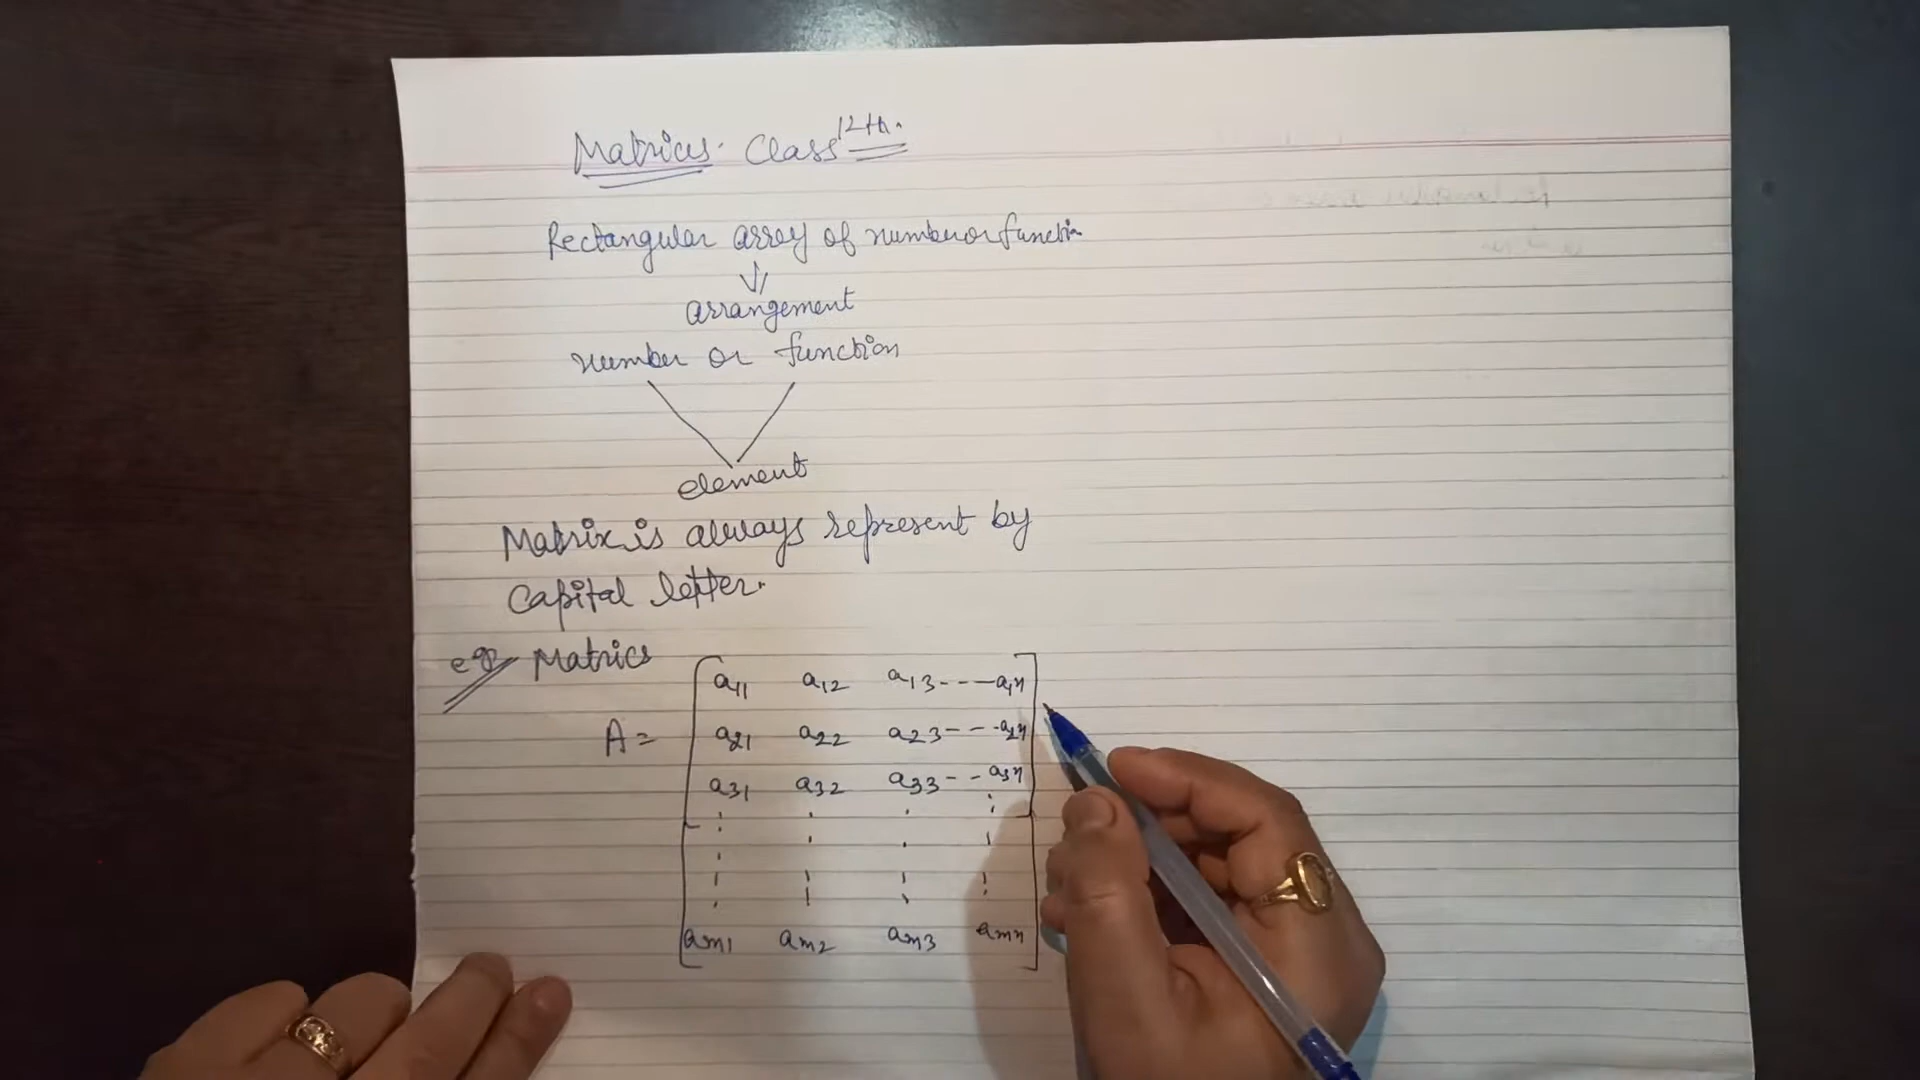 Matrices. Class 12th.
Rectangular array of number or function
arrangement
number or function
element
Matrix is always represent by
Capital letter.
eg Matrics
a11 a12 a13 - - - a1n
A = a21 a22 a23 - - - a2n
a31 a32 a33 - - a3n
am1 am2 am3 amn